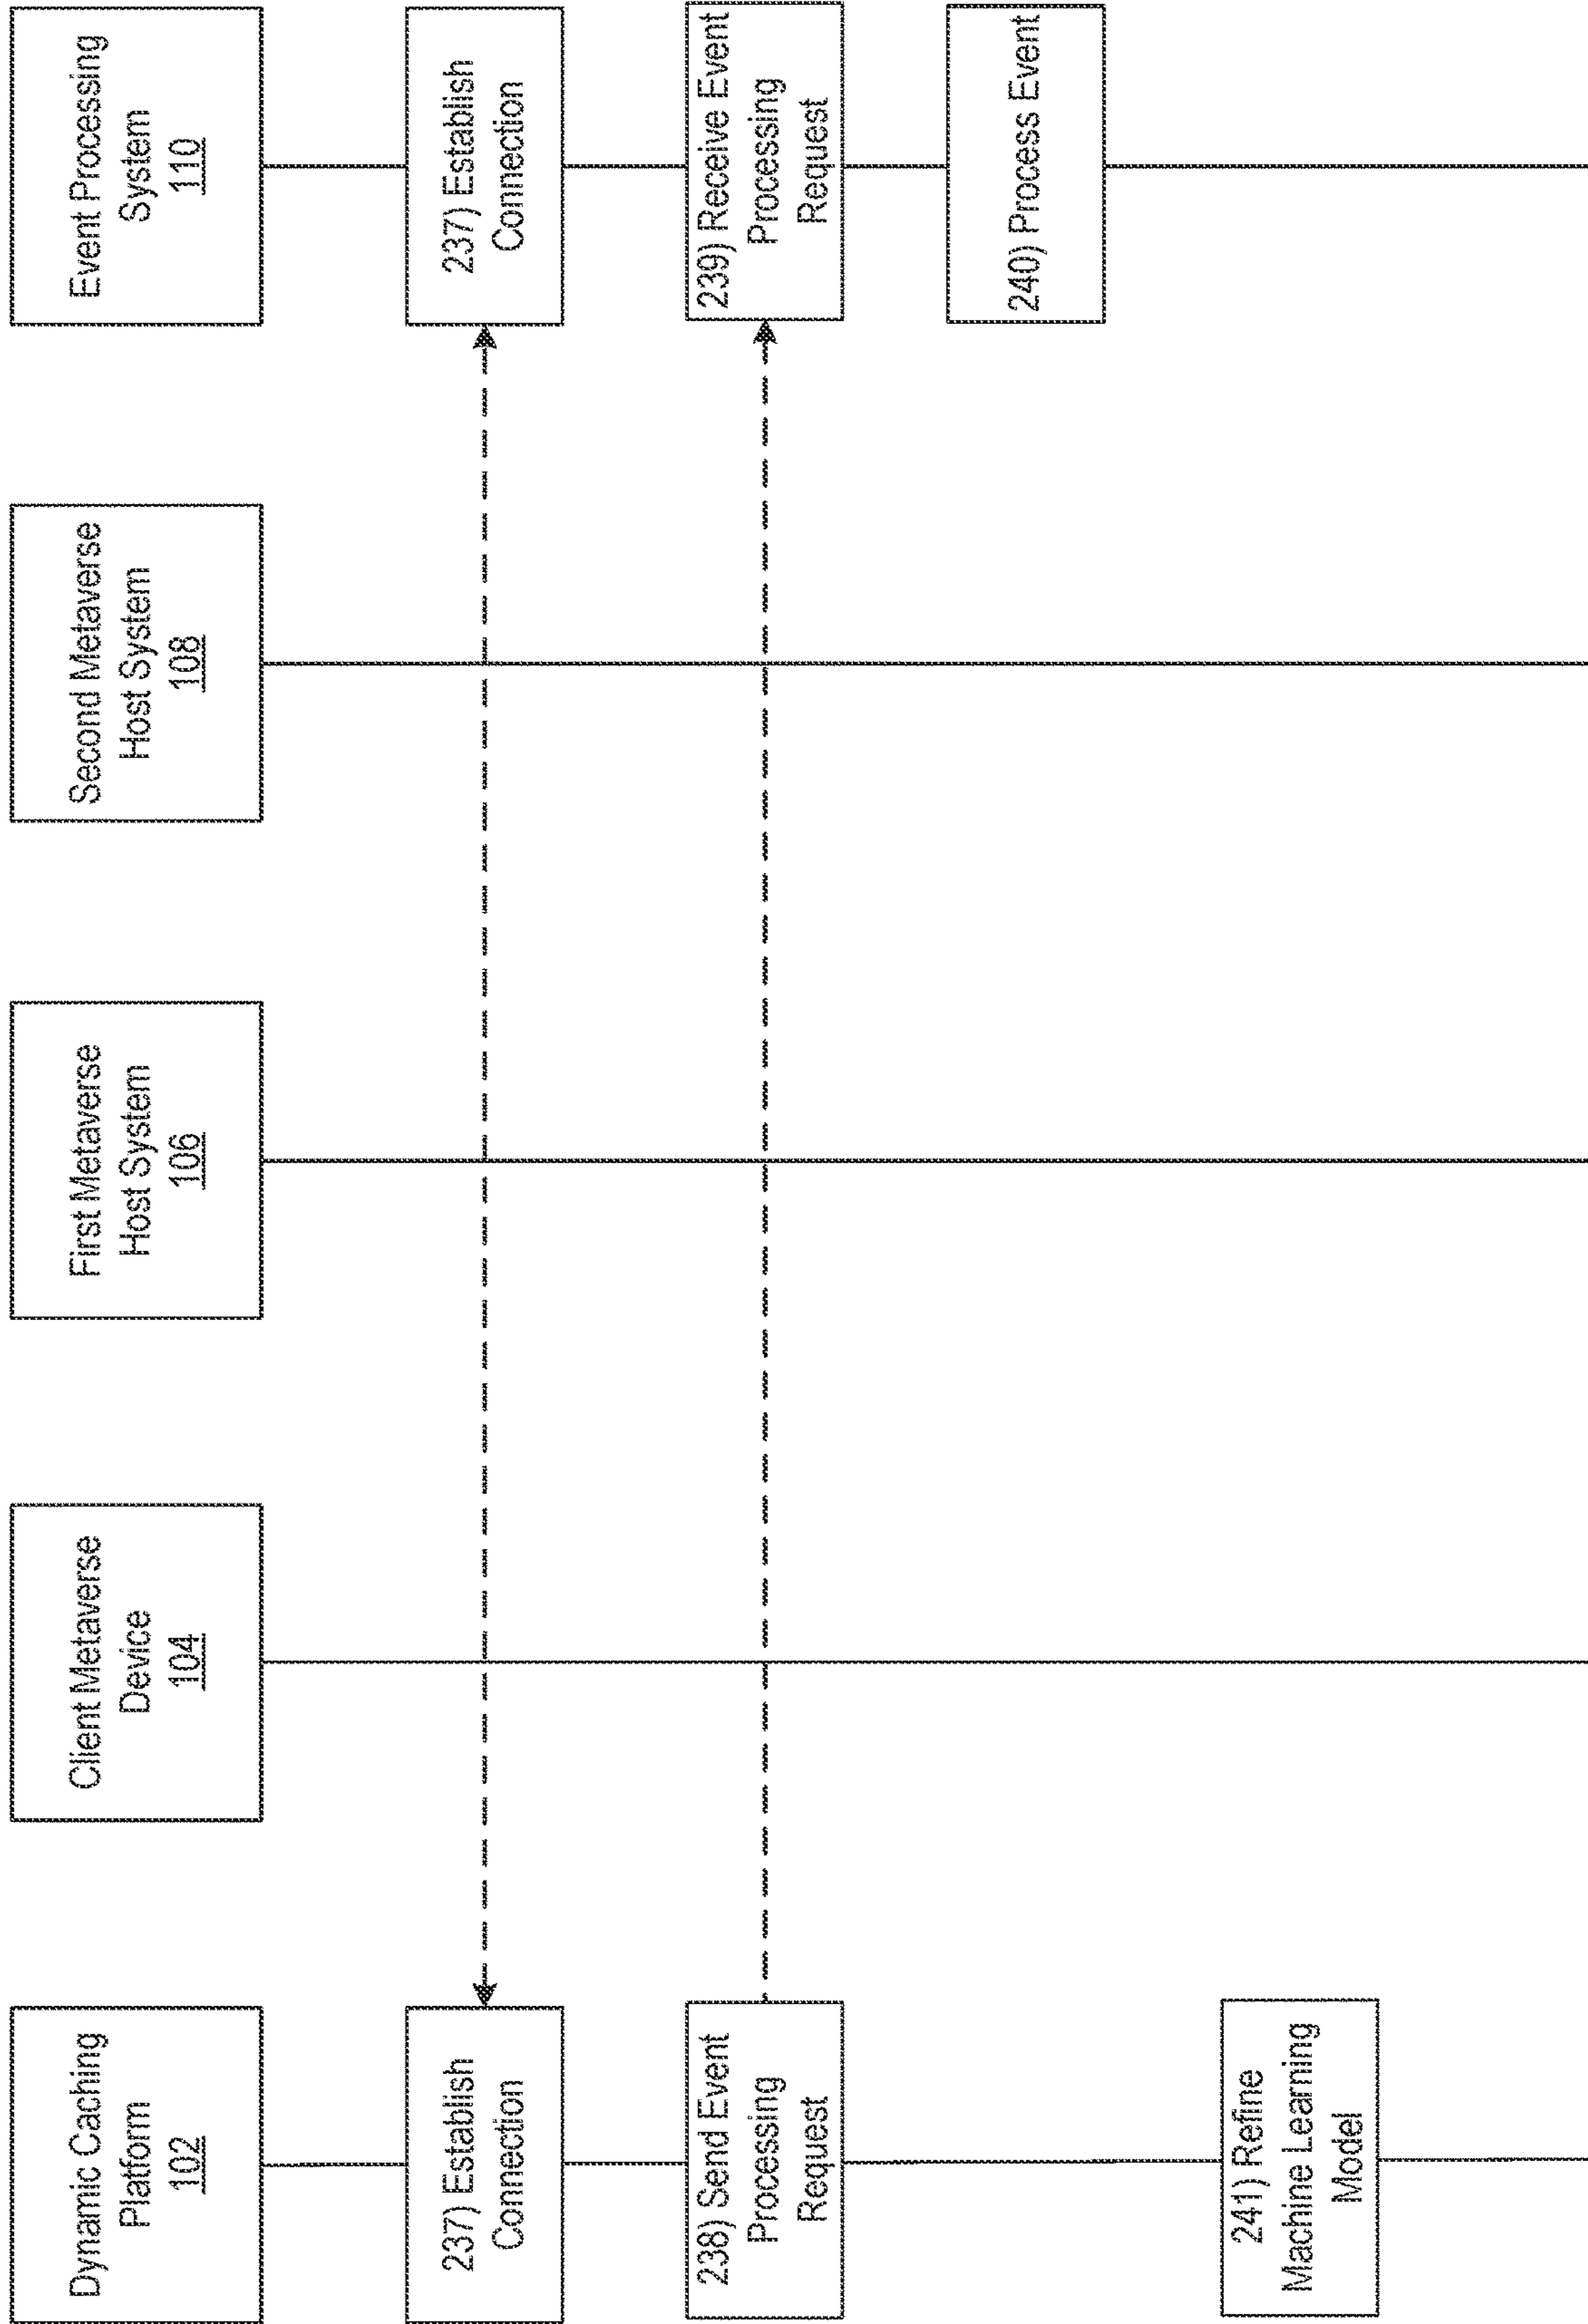 Dynamic Caching
Platform
102
Client Metaverse
Device
104
First Metaverse
Host System
106
Second Metaverse
Host System
108
Event Processing
System
110
237) Establish
Connection
237) Establish
Connection
238) Send Event
Processing
Request
239) Receive Event
Processing
Request
240) Process Event
241) Refine
Machine Learning
Model